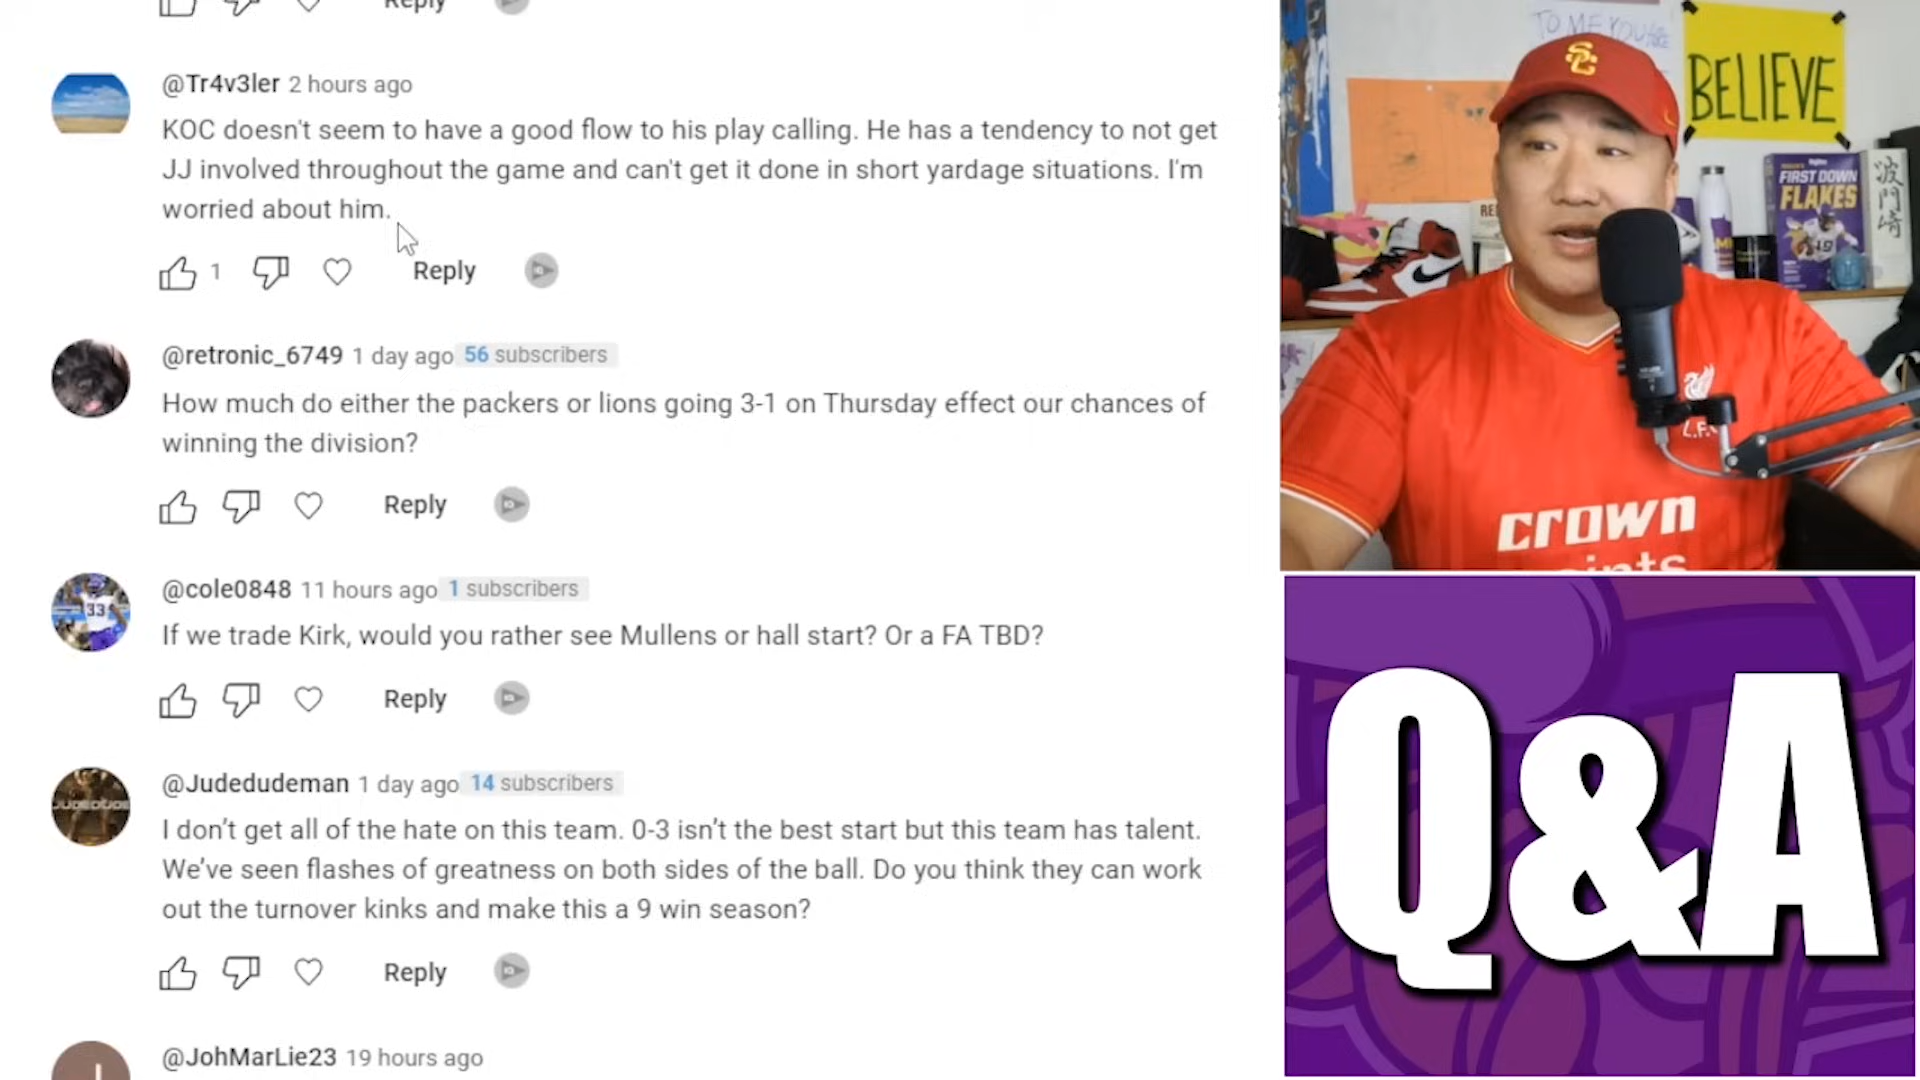 Reply
@Tr4v3ler 2 hours ago
KOC doesn't seem to have a good flow to his play calling. He has a tendency to not get
JJ involved throughout the game and can't get it done in short yardage situations. I'm
worried about him.
1
Reply
@retronic_6749 1 day ago 56 subscribers
How much do either the packers or lions going 3-1 on Thursday effect our chances of
winning the division?
Reply
@cole0848 11 hours ago 1 subscribers
If we trade Kirk, would you rather see Mullens or hall start? Or a FA TBD?
Reply
@Judedudeman 1 day ago 14 subscribers
I don’t get all of the hate on this team. 0-3 isn’t the best start but this team has talent.
We’ve seen flashes of greatness on both sides of the ball. Do you think they can work
out the turnover kinks and make this a 9 win season?
Reply
@JohMarLie23 19 hours ago
TO ME YOU
BELIEVE
SC
FIRST DOWN
FLAKES
波
門
崎
33
L.F.
crown
Q&A